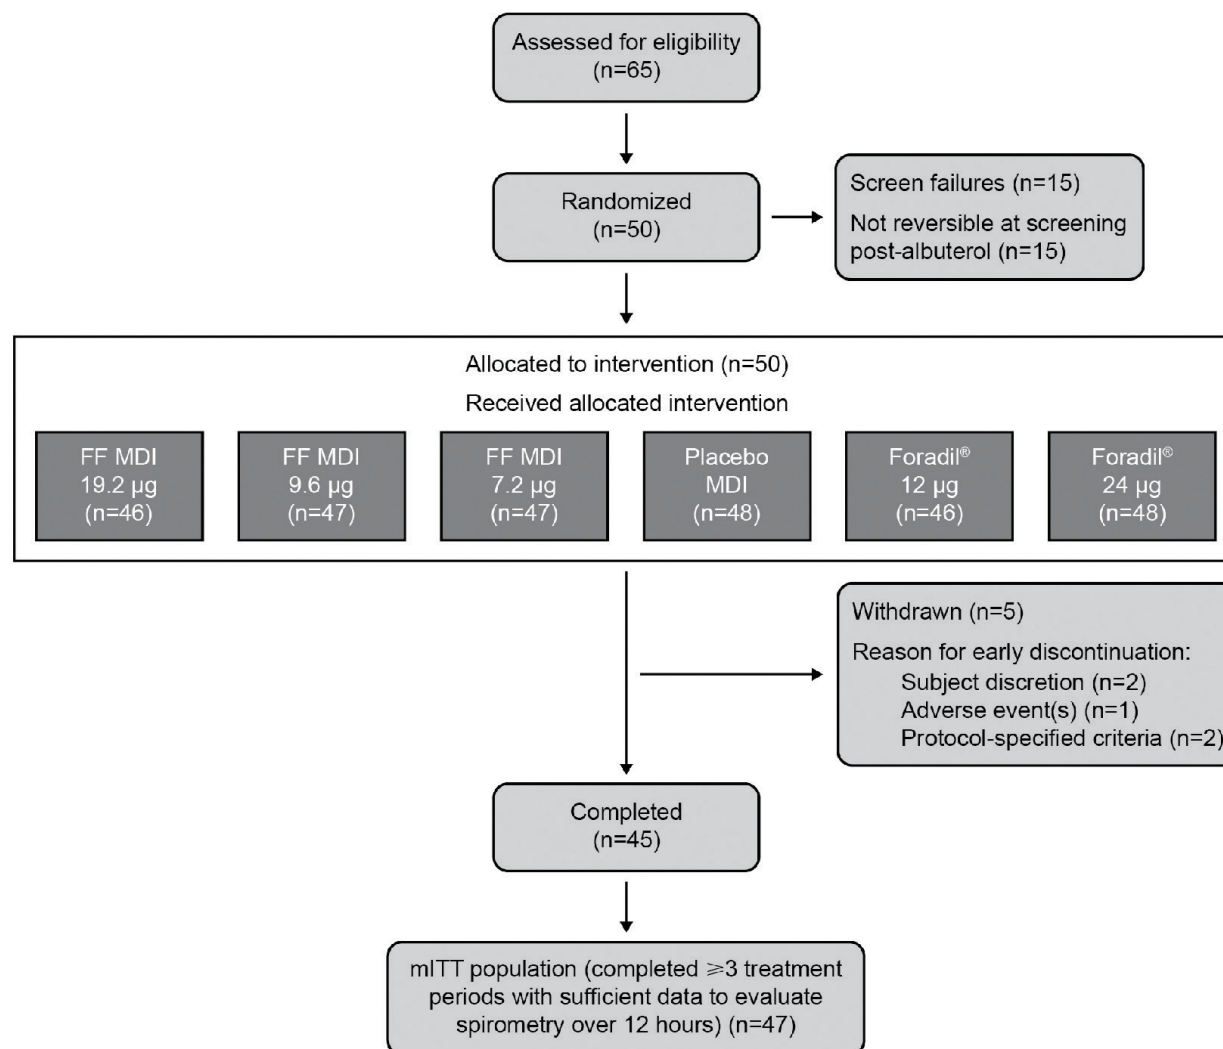 Assessed for eligibility
(n=65)
Randomized
(n=50)
Screen failures (n=15)
Not reversible at screening
post-albuterol (n=15)
Allocated to intervention (n=50)
Received allocated intervention
FF MDI
19.2 µg
(n=46)
FF MDI
9.6 µg
(n=47)
FF MDI
7.2 µg
(n=47)
Placebo
MDI
(n=48)
Foradil®
12 µg
(n=46)
Foradil®
24 µg
(n=48)
Withdrawn (n=5)
Reason for early discontinuation:
Subject discretion (n=2)
Adverse event(s) (n=1)
Protocol-specified criteria (n=2)
Completed
(n=45)
mITT population (completed ⩾3 treatment
periods with sufficient data to evaluate
spirometry over 12 hours) (n=47)